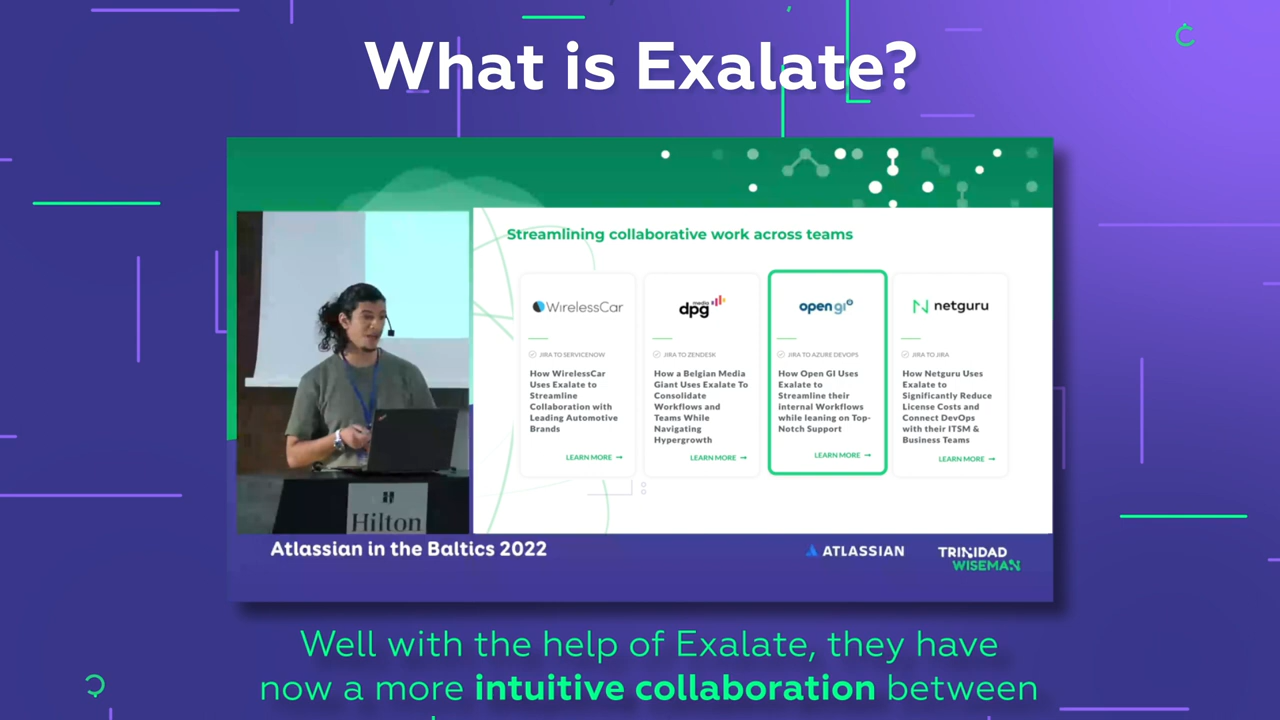 What is Exalate?
Streamlining collaborative work across teams
WirelessCar
JIRA TO SERVICENOW
How WirelessCar
Uses Exalate to
Streamline
Collaboration with
Leading Automotive
Brands
LEARN MORE →
media
dpg
JIRA TO ZENDESK
How a Belgian Media
Giant Uses Exalate To
Consolidate
Workflows and
Teams While
Navigating
Hypergrowth
LEARN MORE →
open gi
JIRA TO AZURE DEVOPS
How Open GI Uses
Exalate to
Streamline their
internal Workflows
while leaning on Top-
Notch Support
LEARN MORE →
netguru
JIRA TO JIRA
How Netguru Uses
Exalate to
Significantly Reduce
License Costs and
Connect DevOps
with their ITSM &
Business Teams
LEARN MORE →
Hilton
Atlassian in the Baltics 2022
ATLASSIAN
TRINIDAD
WISEMAN
Well with the help of Exalate, they have
now a more intuitive collaboration between